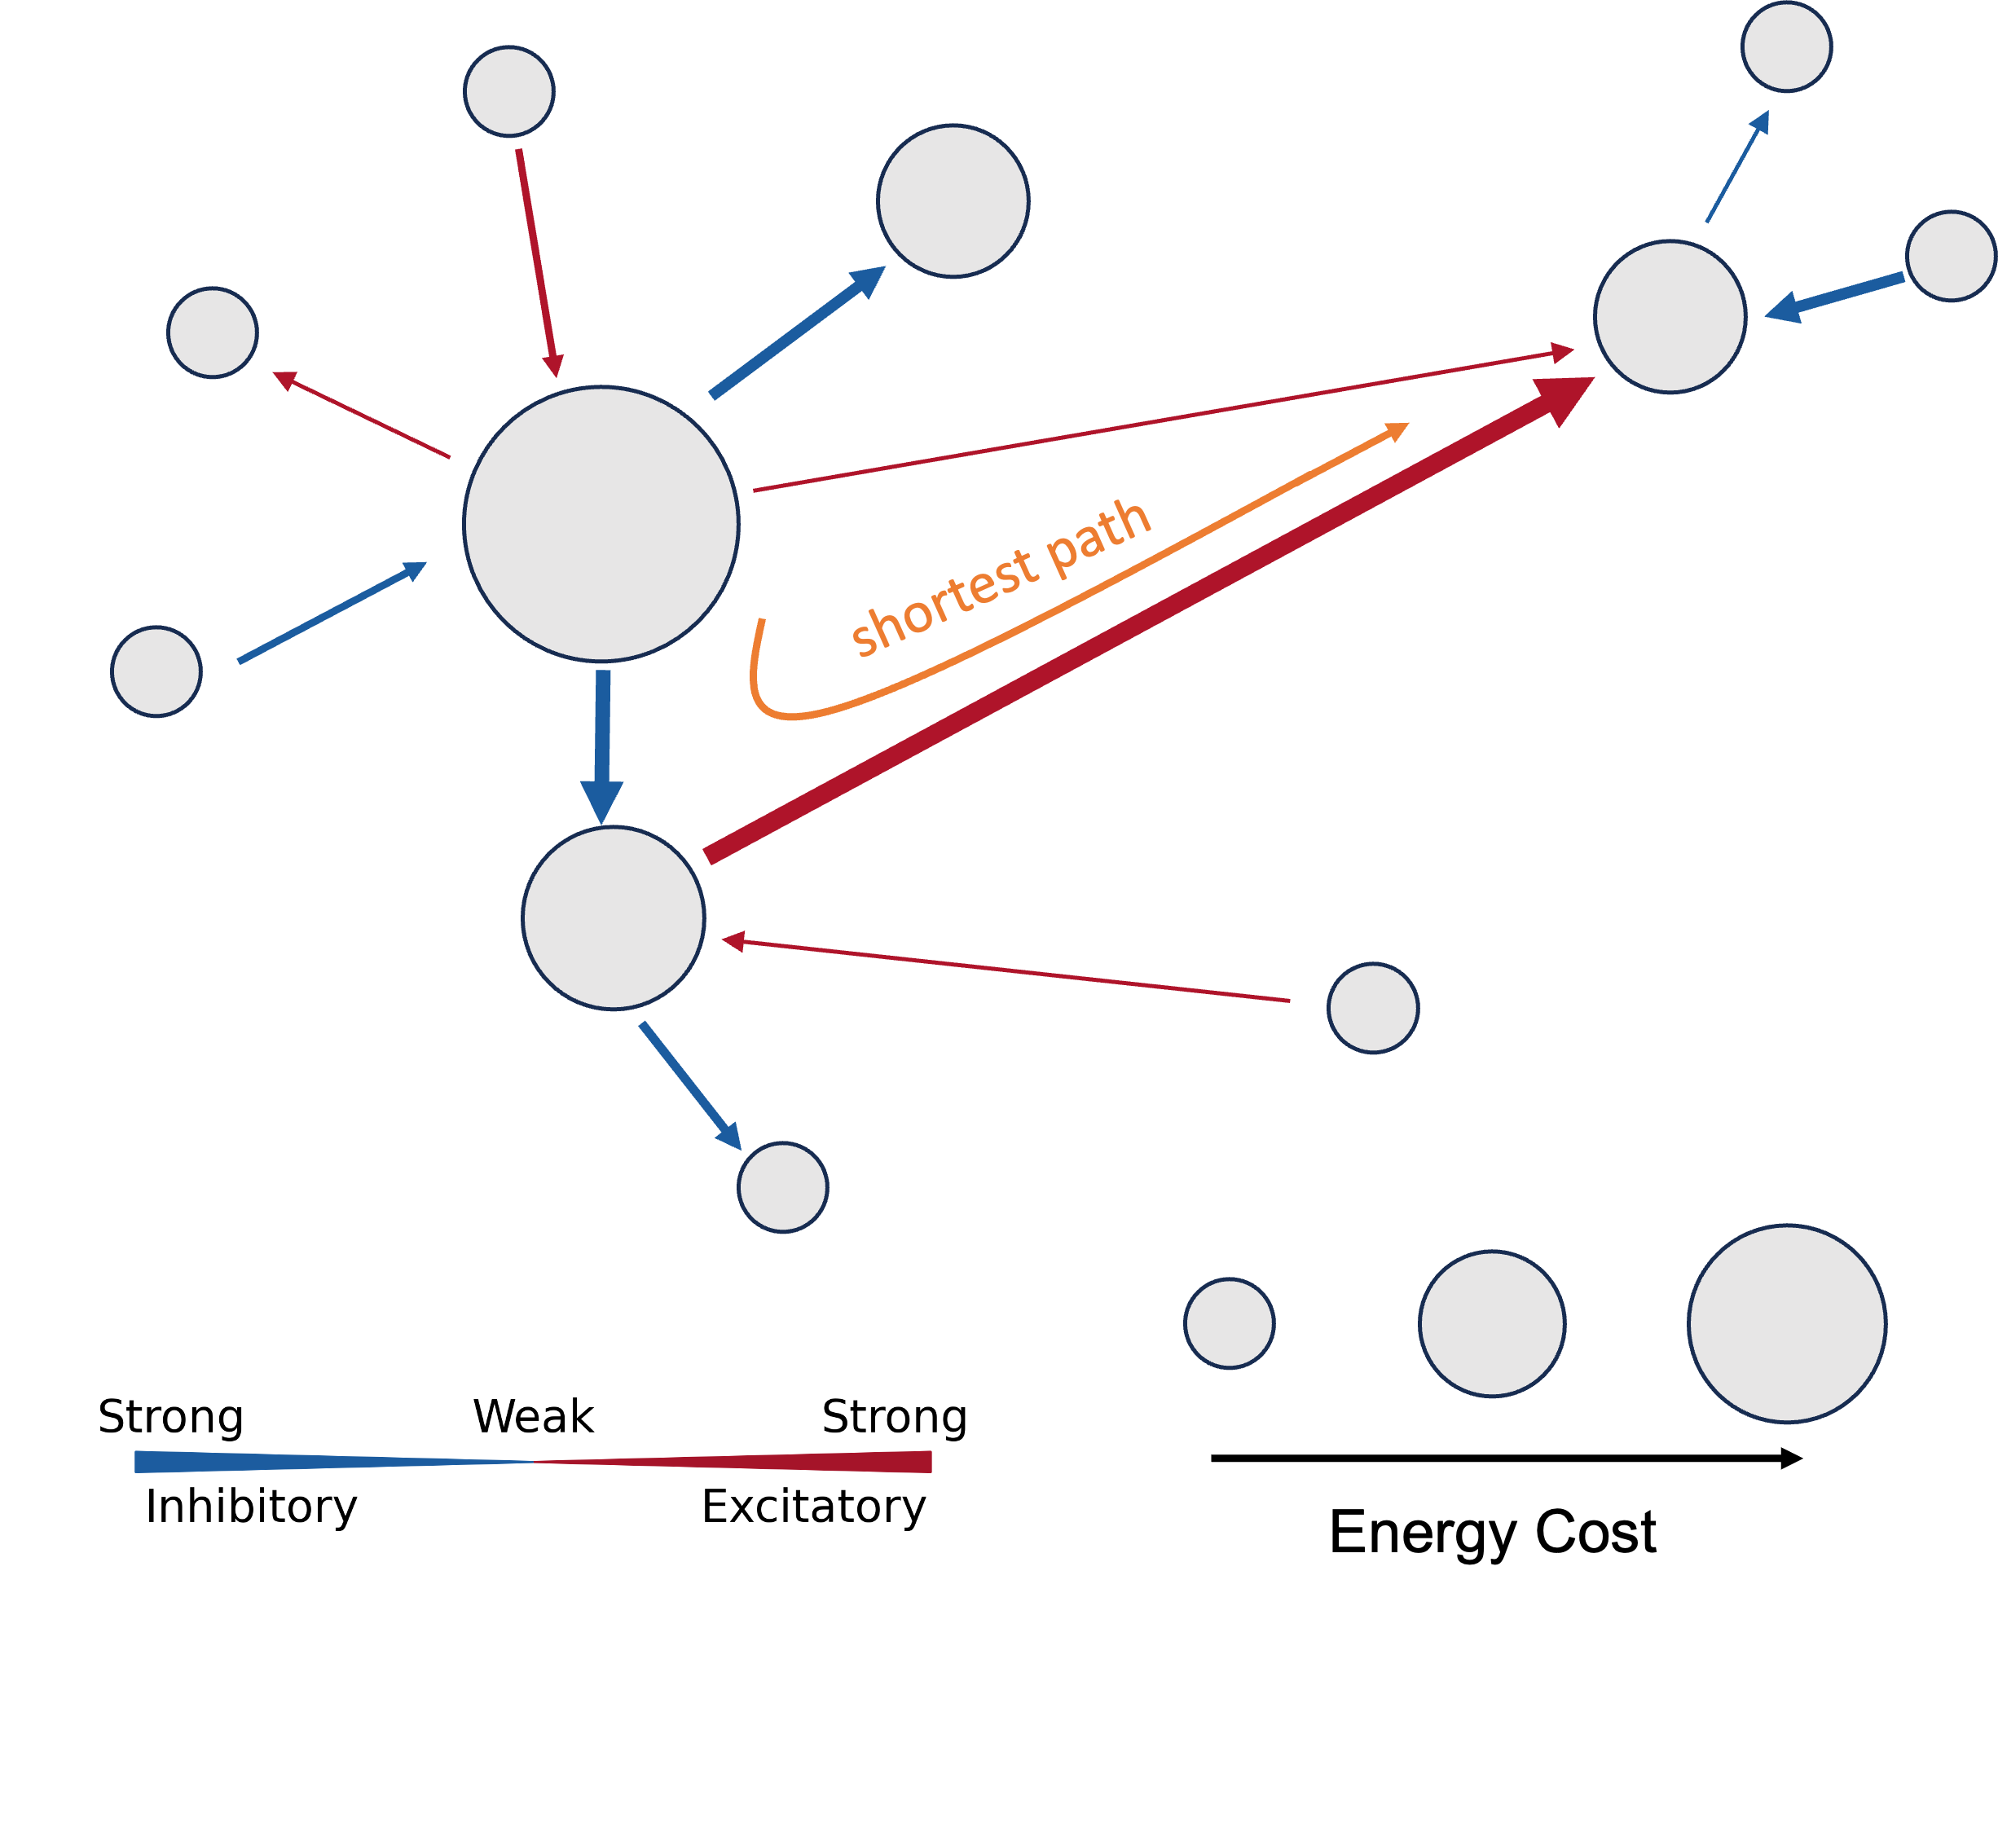 shortest path
Strong Weak Strong
Inhibitory Excitatory
Energy Cost